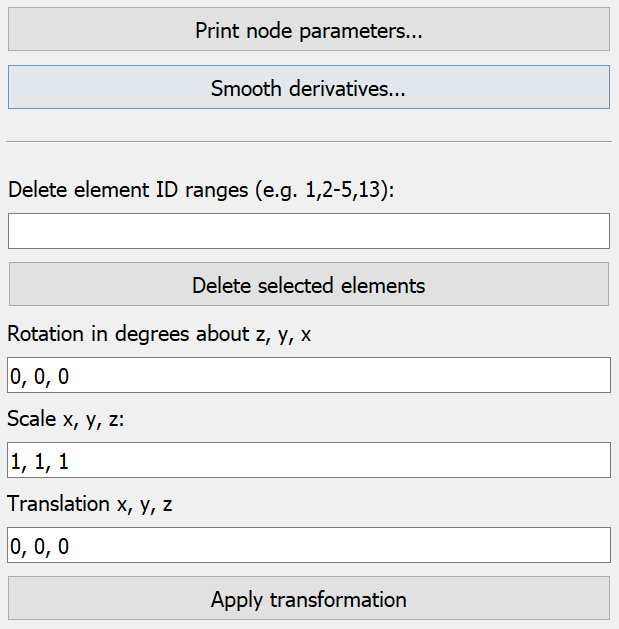 Print node parameters...
Smooth derivatives...
Delete element ID ranges (e.g. 1,2-5,13):
Delete selected elements
Rotation in degrees about z, y, x
0, 0, 0
Scale x, y, z:
1, 1, 1
Translation x, y, z
0, 0, 0
Apply transformation